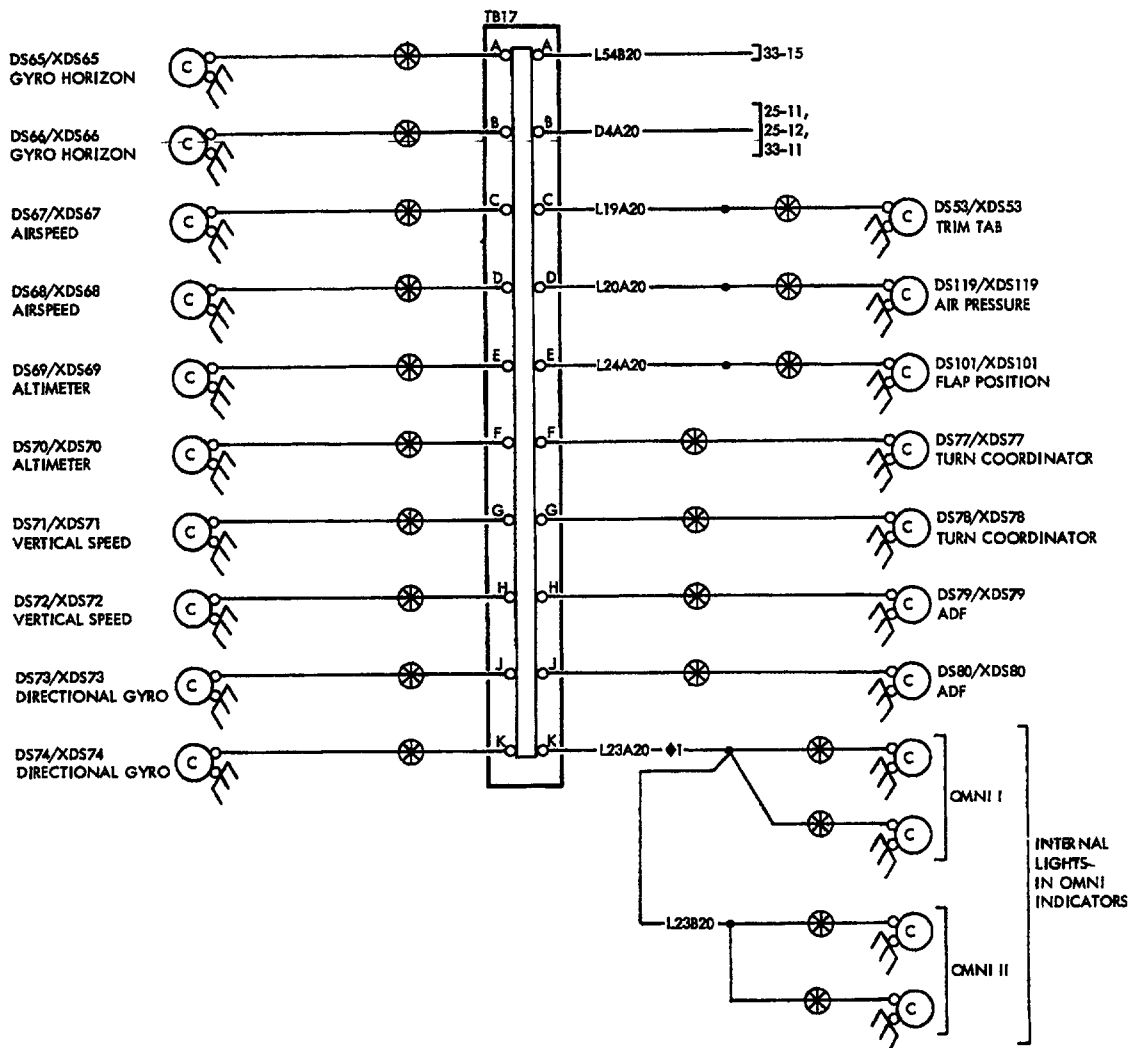 TB17
DS65/XDS65
GYRO HORIZON
C
A
A
L54B20
33-15
DS66/XDS66
GYRO HORIZON
C
B
B
D4A20
25-11,
25-12,
33-11
DS67/XDS67
AIRSPEED
C
C
C
L19A20
C
DS53/XDS53
TRIM TAB
DS68/XDS68
AIRSPEED
C
D
D
L20A20
C
DS119/XDS119
AIR PRESSURE
DS69/XDS69
ALTIMETER
C
E
E
L24A20
C
DS101/XDS101
FLAP POSITION
DS70/XDS70
ALTIMETER
C
F
F
C
DS77/XDS77
TURN COORDINATOR
DS71/XDS71
VERTICAL SPEED
C
G
G
C
DS78/XDS78
TURN COORDINATOR
DS72/XDS72
VERTICAL SPEED
C
H
H
C
DS79/XDS79
ADF
DS73/XDS73
DIRECTIONAL GYRO
C
J
J
C
DS80/XDS80
ADF
DS74/XDS74
DIRECTIONAL GYRO
C
K
K
L23A20 ♦1
C
C
OMNI I
L23B20
C
C
OMNI II
INTERNAL
LIGHTS-
IN OMNI
INDICATORS